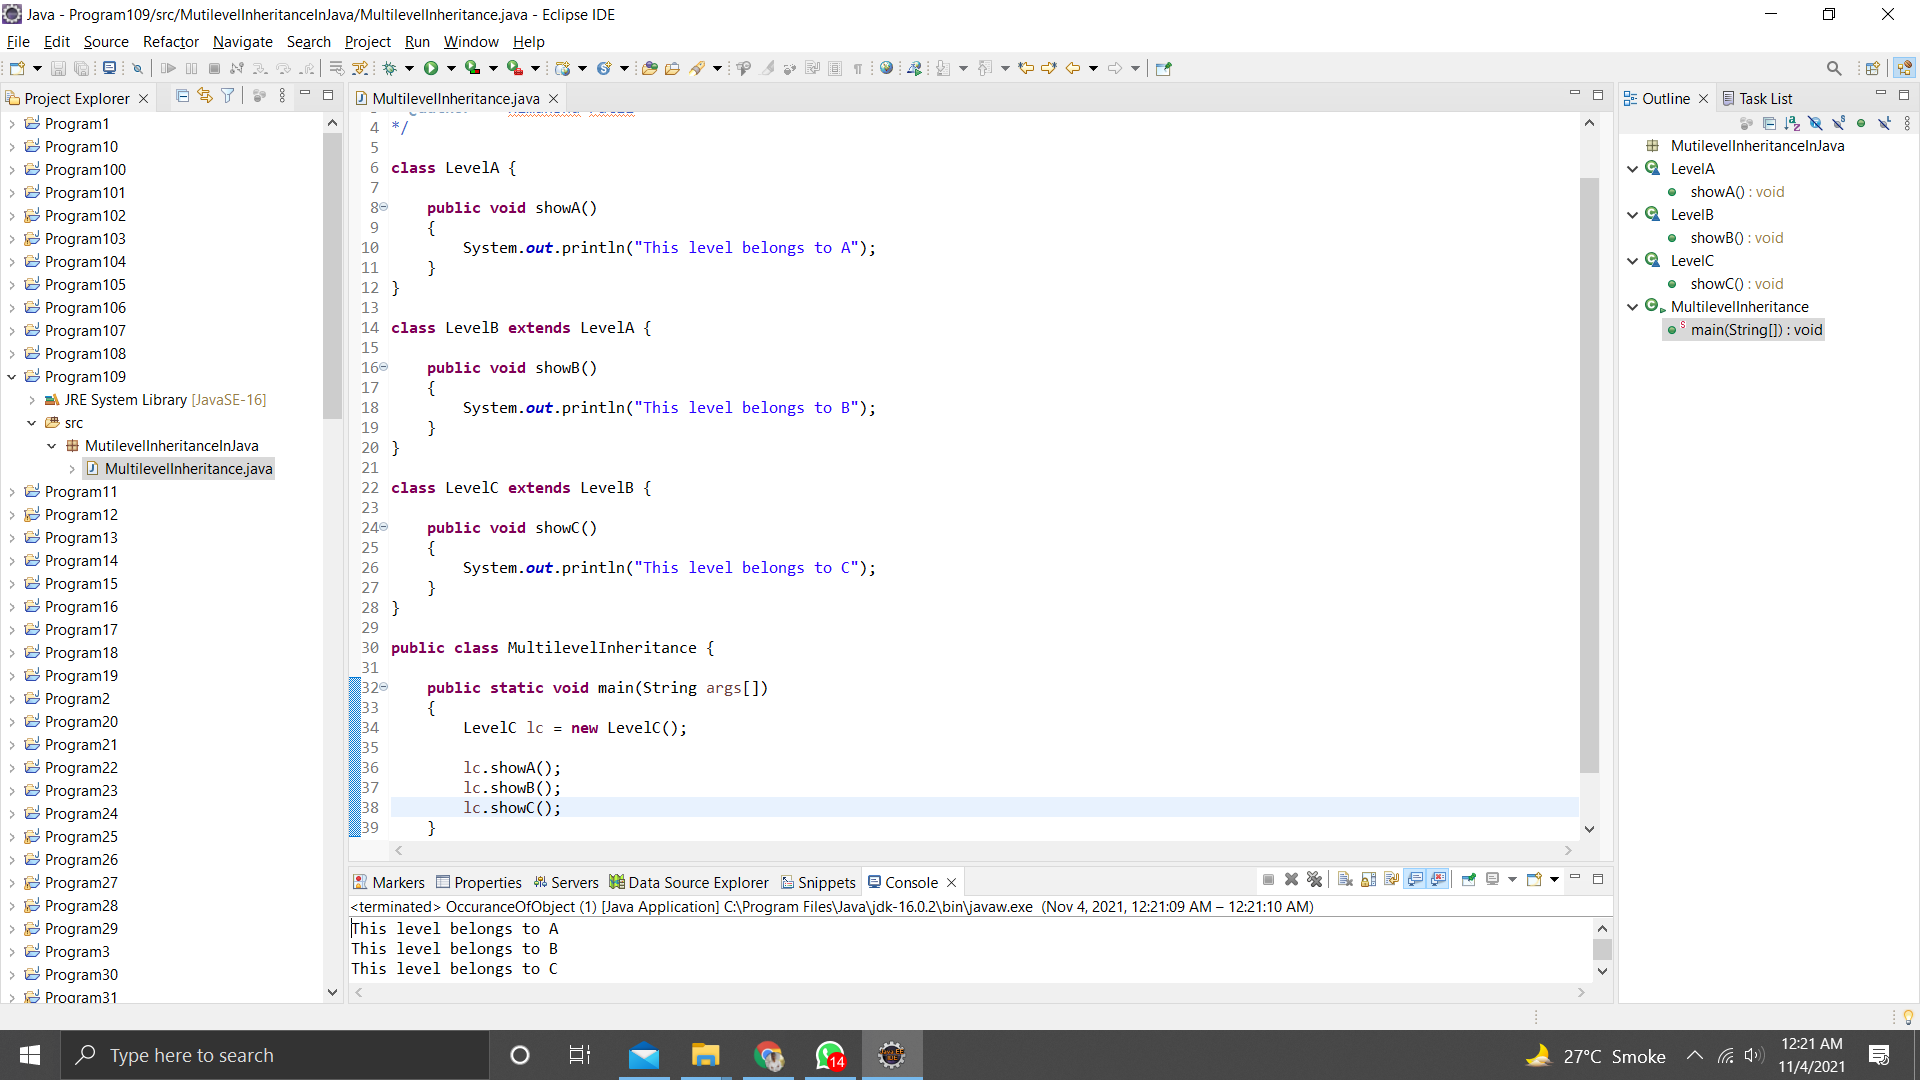 Java - Program109/src/MutilevelInheritanceInJava/MultilevelInheritance.java - Eclipse IDE
File Edit Source Refactor Navigate Search Project Run Window Help
Project Explorer
Program1
Program10
Program100
Program101
Program102
Program103
Program104
Program105
Program106
Program107
Program108
Program109
JRE System Library [JavaSE-16]
src
MutilevelInheritanceInJava
MultilevelInheritance.java
Program11
Program12
Program13
Program14
Program15
Program16
Program17
Program18
Program19
Program2
Program20
Program21
Program22
Program23
Program24
Program25
Program26
Program27
Program28
Program29
Program3
Program30
Program31
MultilevelInheritance.java
4 */
5
6 class LevelA {
7
8 public void showA()
9 {
10 System.out.println("This level belongs to A");
11 }
12 }
13
14 class LevelB extends LevelA {
15
16 public void showB()
17 {
18 System.out.println("This level belongs to B");
19 }
20 }
21
22 class LevelC extends LevelB {
23
24 public void showC()
25 {
26 System.out.println("This level belongs to C");
27 }
28 }
29
30 public class MultilevelInheritance {
31
32 public static void main(String args[])
33 {
34 LevelC lc = new LevelC();
35
36 lc.showA();
37 lc.showB();
38 lc.showC();
39 }
Markers Properties Servers Data Source Explorer Snippets Console
<terminated> OccuranceOfObject (1) [Java Application] C:\Program Files\Java\jdk-16.0.2\bin\javaw.exe (Nov 4, 2021, 12:21:09 AM – 12:21:10 AM)
This level belongs to A
This level belongs to B
This level belongs to C
Outline Task List
MutilevelInheritanceInJava
LevelA
showA() : void
LevelB
showB() : void
LevelC
showC() : void
MultilevelInheritance
main(String[]) : void
Type here to search
14
27°C Smoke
12:21 AM
11/4/2021